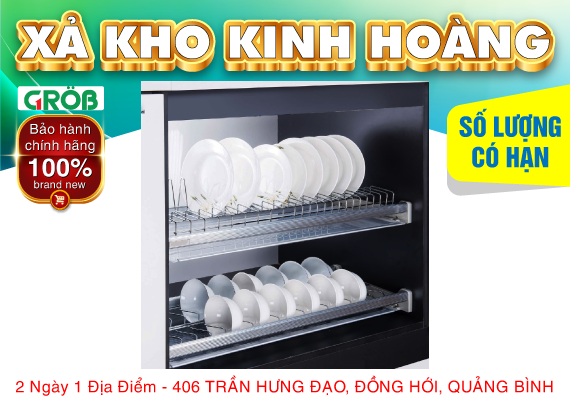 XẢ KHO KINH HOÀNG
GRÖẞ
Bảo hành
chính hãng
100%
brand new
SỐ LƯỢNG
CÓ HẠN
2 Ngày 1 Địa Điểm - 406 TRẦN HƯNG ĐẠO, ĐỒNG HỚI, QUẢNG BÌNH